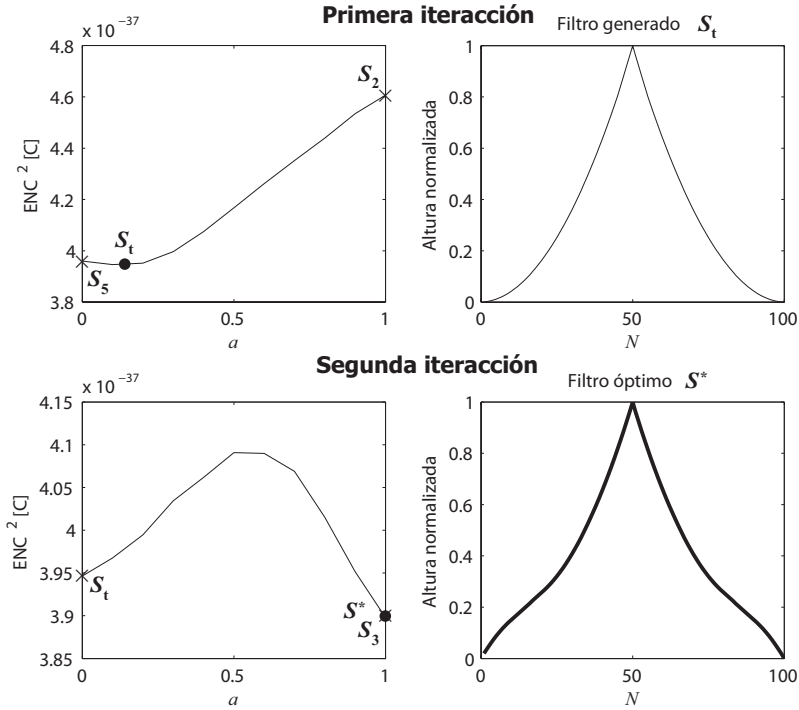 Primera iteracción
x 10 −37
Filtro generado St
4.8
4.6
4.4
4.2
4
3.8
ENC 2 [C]
S2
St
S5
0
0.5
1
a
1
0.8
0.6
0.4
0.2
0
Altura normalizada
0
50
100
N
Segunda iteracción
x 10 −37
Filtro óptimo S*
4.15
4.1
4.05
4
3.95
3.9
3.85
ENC 2 [C]
St
S*
S3
0
0.5
1
a
1
0.8
0.6
0.4
0.2
0
Altura normalizada
0
50
100
N